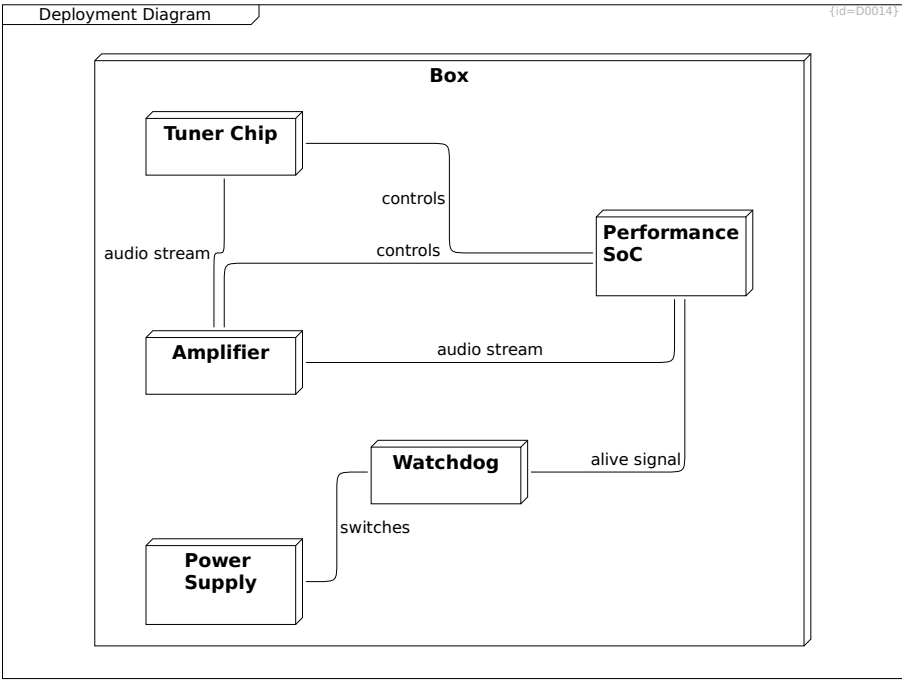 Deployment Diagram
{id=D0014}
Box
Tuner Chip
controls
Performance
SoC
audio stream
controls
Amplifier
audio stream
Watchdog
alive signal
switches
Power
Supply